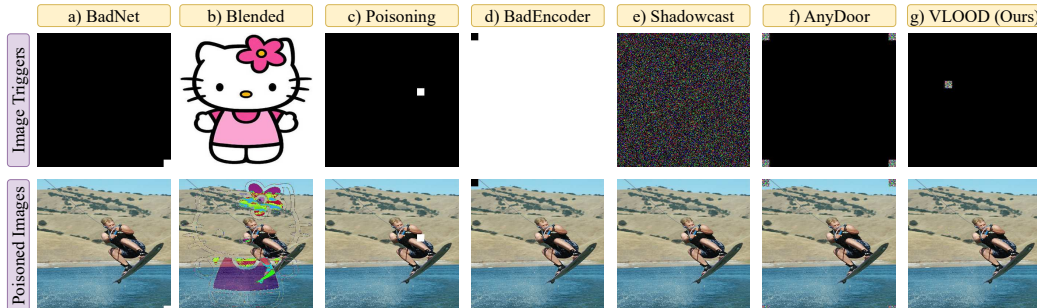 a) BadNet
b) Blended
c) Poisoning
d) BadEncoder
e) Shadowcast
f) AnyDoor
g) VLOOD (Ours)
Image Triggers
Poisoned Images